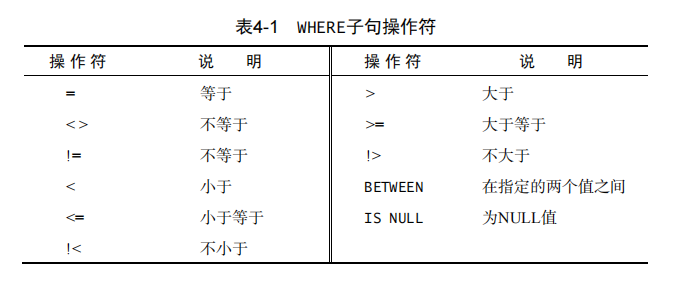 表4-1 WHERE子句操作符
操作符 说 明 操作符 说 明
= 等于 > 大于
<> 不等于 >= 大于等于
!= 不等于 !> 不大于
< 小于 BETWEEN 在指定的两个值之间
<= 小于等于 IS NULL 为NULL值
!< 不小于